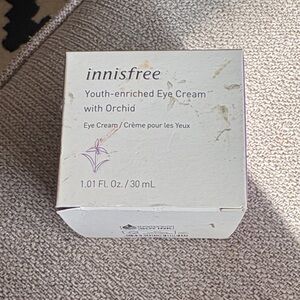 innisfree
Youth-enriched Eye Cream
with Orchid
Eye Cream / Crème pour les Yeux
1.01 Fl. Oz. / 30 mL